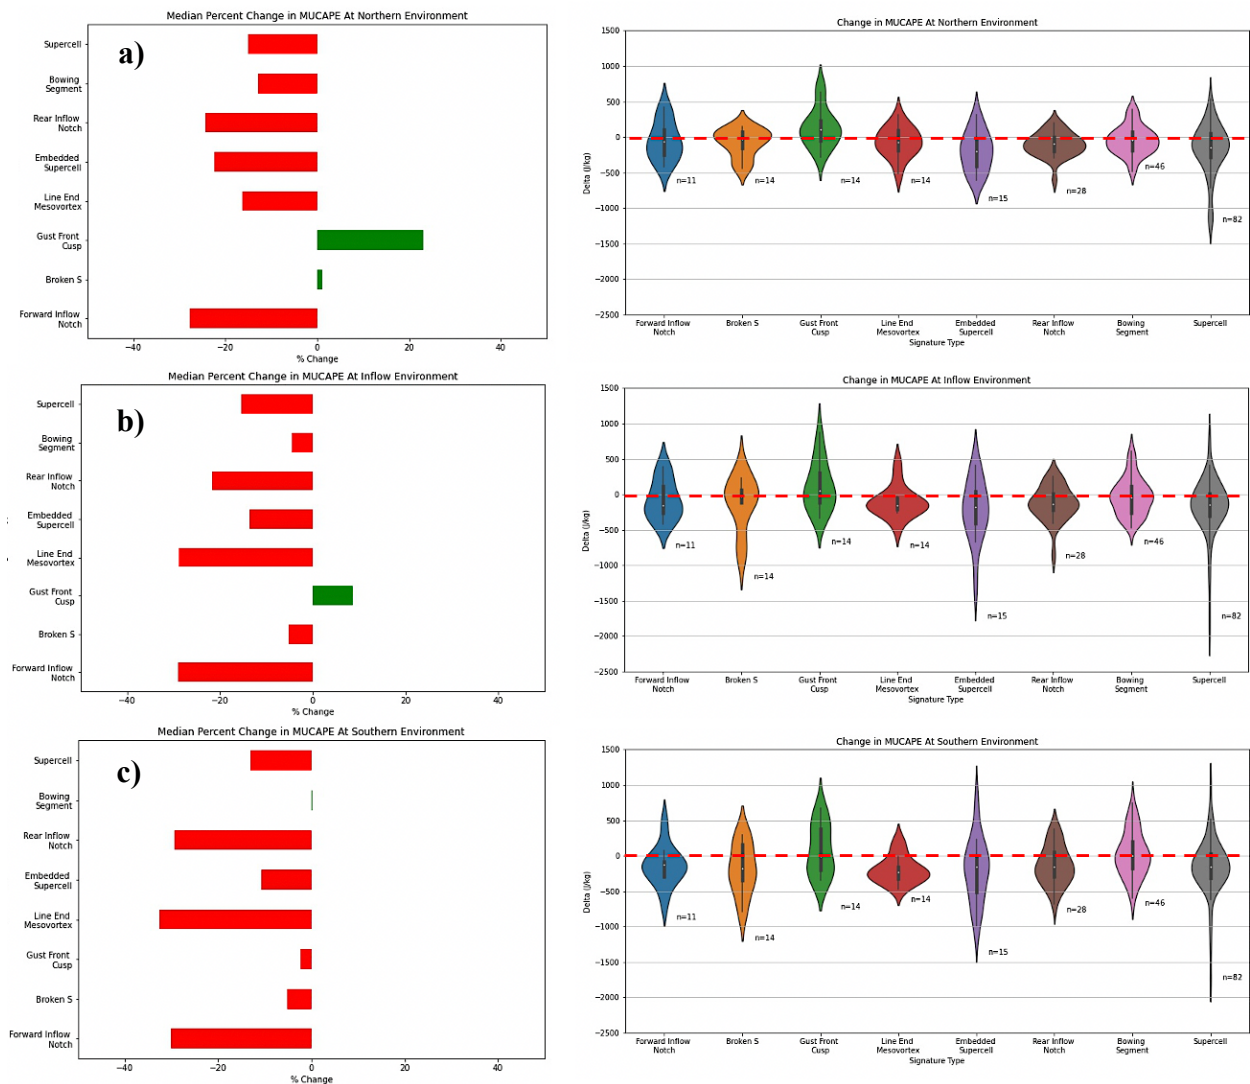 Median Percent Change in MUCAPE At Northern Environment
a)
Supercell
Bowing
Segment
Rear Inflow
Notch
Embedded
Supercell
Line End
Mesovortex
Gust Front
Cusp
Broken S
Forward Inflow
Notch
−40 −20 0 20 40
% Change
Change in MUCAPE At Northern Environment
1500
1000
500
0
−500
−1000
−1500
−2000
−2500
Delta (J/kg)
n=11 n=14 n=14 n=14 n=15 n=28 n=46 n=82
Forward Inflow Broken S Gust Front Line End Embedded Rear Inflow Bowing Supercell
Notch Cusp Mesovortex Supercell Notch Segment
Signature Type
Median Percent Change in MUCAPE At Inflow Environment
b)
Supercell
Bowing
Segment
Rear Inflow
Notch
Embedded
Supercell
Line End
Mesovortex
Gust Front
Cusp
Broken S
Forward Inflow
Notch
−40 −20 0 20 40
% Change
Change in MUCAPE At Inflow Environment
1500
1000
500
0
−500
−1000
−1500
−2000
−2500
Delta (J/kg)
n=11 n=14 n=14 n=14 n=15 n=28 n=46 n=82
Forward Inflow Broken S Gust Front Line End Embedded Rear Inflow Bowing Supercell
Notch Cusp Mesovortex Supercell Notch Segment
Signature Type
Median Percent Change in MUCAPE At Southern Environment
c)
Supercell
Bowing
Segment
Rear Inflow
Notch
Embedded
Supercell
Line End
Mesovortex
Gust Front
Cusp
Broken S
Forward Inflow
Notch
−40 −20 0 20 40
% Change
Change in MUCAPE At Southern Environment
1500
1000
500
0
−500
−1000
−1500
−2000
−2500
Delta (J/kg)
n=11 n=14 n=14 n=14 n=15 n=28 n=46 n=82
Forward Inflow Broken S Gust Front Line End Embedded Rear Inflow Bowing Supercell
Notch Cusp Mesovortex Supercell Notch Segment
Signature Type